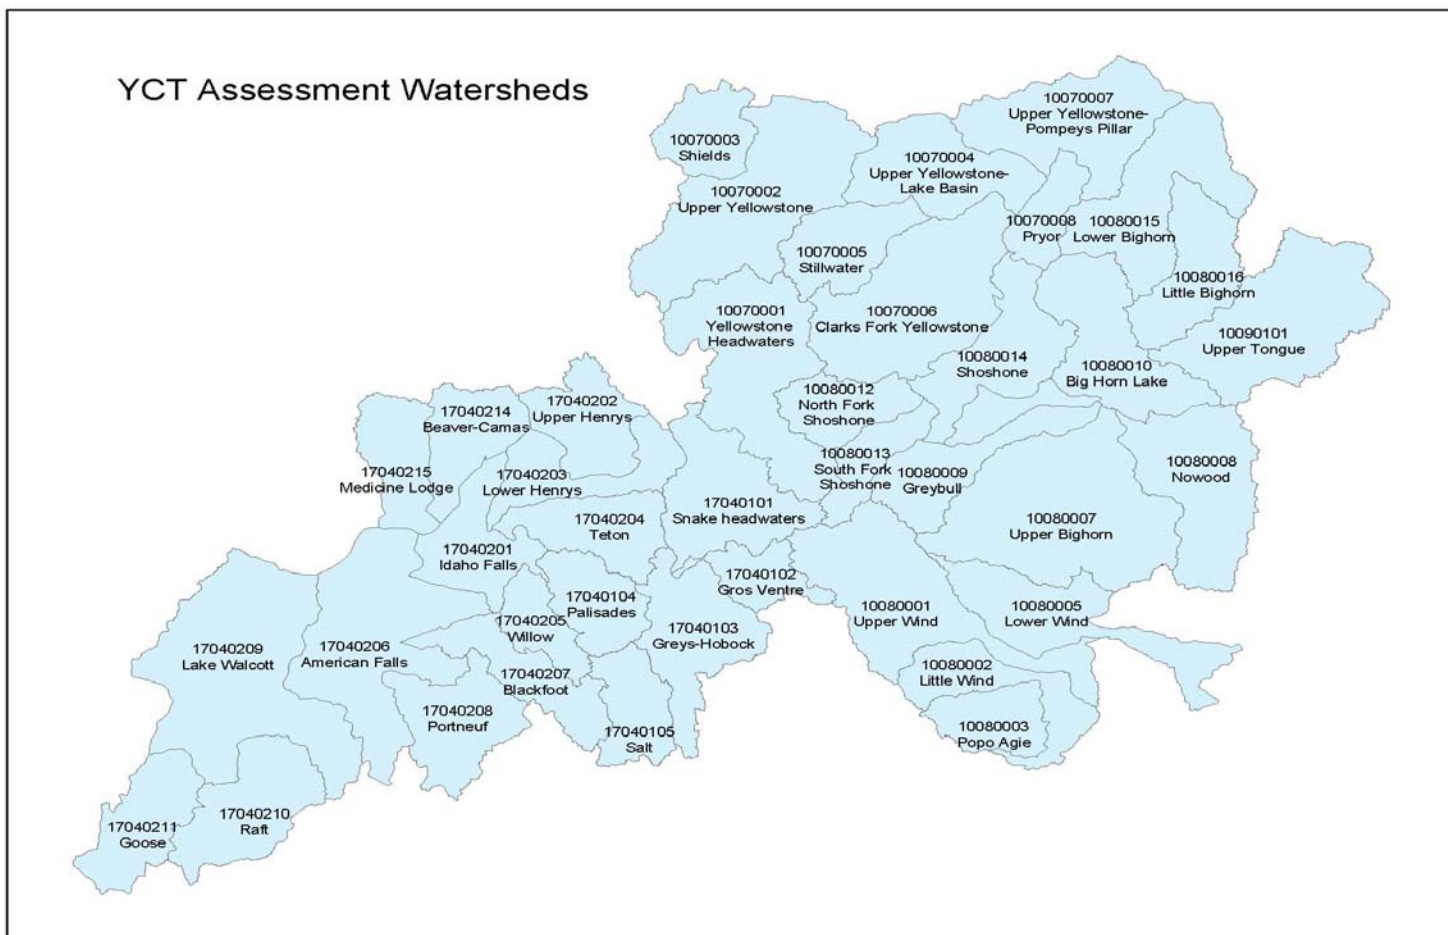 YCT Assessment Watersheds
10070007
Upper Yellowstone-
Pompeys Pillar
10070003
Shields
10070004
Upper Yellowstone-
Lake Basin
10070002
Upper Yellowstone
10070008
Pryor
10080015
Lower Bighorn
10070005
Stillwater
10080016
Little Bighorn
10070001
Yellowstone
Headwaters
10070006
Clarks Fork Yellowstone
10090101
Upper Tongue
10080014
Shoshone
10080010
Big Horn Lake
10080012
North Fork
Shoshone
17040202
Upper Henrys
17040214
Beaver-Camas
10080013
South Fork
Shoshone
10080009
Greybull
10080008
Nowood
17040215
Medicine Lodge
17040203
Lower Henrys
17040101
Snake headwaters
17040204
Teton
10080007
Upper Bighorn
17040201
Idaho Falls
17040102
Gros Ventre
17040104
Palisades
10080001
Upper Wind
10080005
Lower Wind
17040205
Willow
17040103
Greys-Hobock
17040209
Lake Walcott
17040206
American Falls
10080002
Little Wind
17040207
Blackfoot
17040208
Portneuf
17040105
Salt
10080003
Popo Agie
17040210
Raft
17040211
Goose